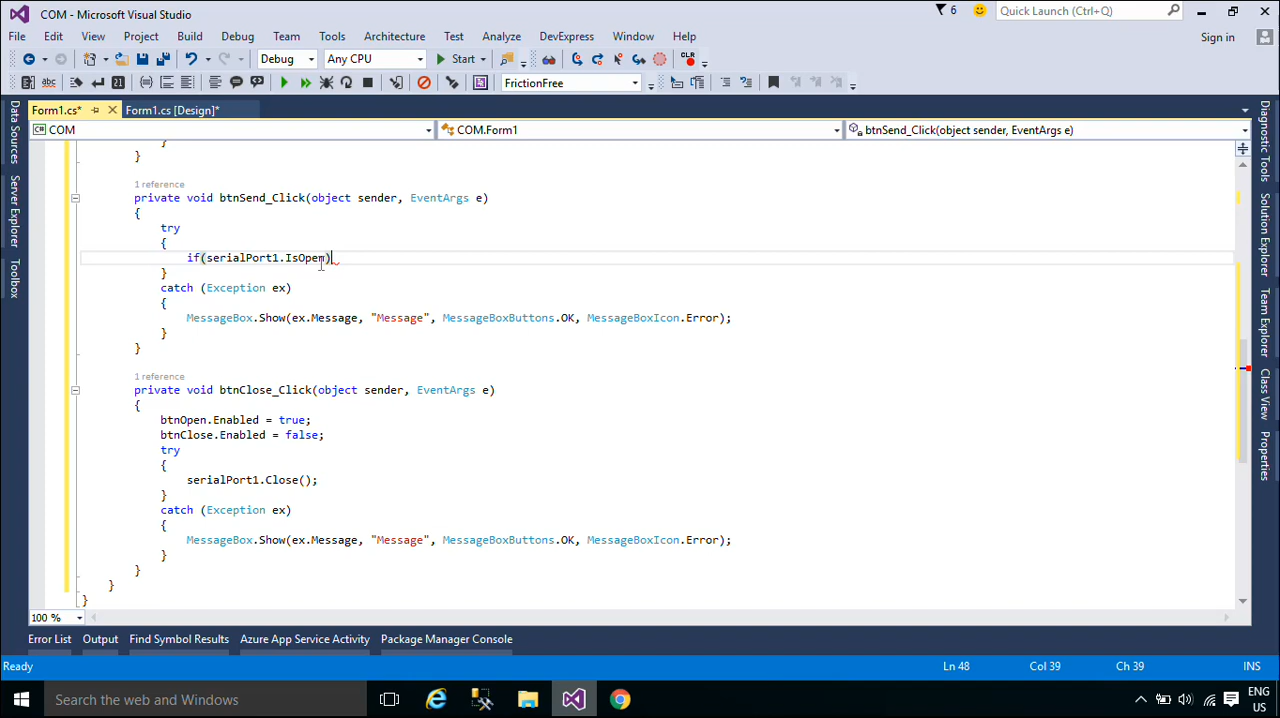 COM - Microsoft Visual Studio
6
Quick Launch (Ctrl+Q)
File Edit View Project Build Debug Team Tools Architecture Test Analyze DevExpress Window Help
Sign in
Debug Any CPU Start CLR
abc 21 FrictionFree
Data Sources
Server Explorer
Toolbox
Form1.cs* Form1.cs [Design]*
COM COM.Form1 btnSend_Click(object sender, EventArgs e)
}
}
1 reference
private void btnSend_Click(object sender, EventArgs e)
{
try
{
if(serialPort1.IsOpen)
}
catch (Exception ex)
{
MessageBox.Show(ex.Message, "Message", MessageBoxButtons.OK, MessageBoxIcon.Error);
}
}
1 reference
private void btnClose_Click(object sender, EventArgs e)
{
btnOpen.Enabled = true;
btnClose.Enabled = false;
try
{
serialPort1.Close();
}
catch (Exception ex)
{
MessageBox.Show(ex.Message, "Message", MessageBoxButtons.OK, MessageBoxIcon.Error);
}
}
}
}
Diagnostic Tools
Solution Explorer
Team Explorer
Class View
Properties
100 %
Error List Output Find Symbol Results Azure App Service Activity Package Manager Console
Ready Ln 48 Col 39 Ch 39 INS
Search the web and Windows
ENG
US